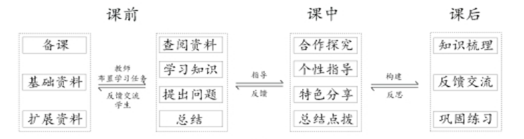 课前
课中
课后
备课
基础资料
扩展资料
教师
布置学习任务
反馈交流
学生
查阅资料
学习知识
提出问题
总结
指导
反馈
合作探究
个性指导
特色分享
总结点拨
构建
反思
知识梳理
反馈交流
巩固练习